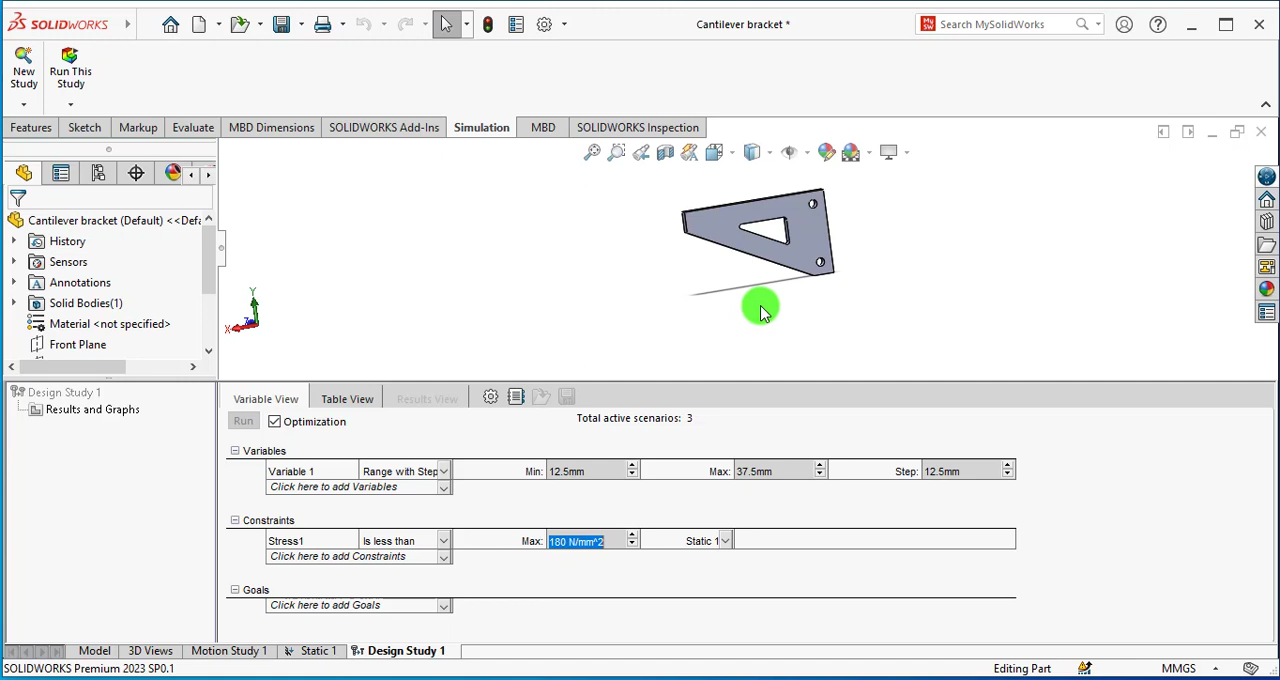 SOLIDWORKS
Cantilever bracket *
Search MySolidWorks
New Study
Run This Study
Features Sketch Markup Evaluate MBD Dimensions SOLIDWORKS Add-Ins Simulation MBD SOLIDWORKS Inspection
Cantilever bracket (Default) <<Defa
History
Sensors
Annotations
Solid Bodies(1)
Material <not specified>
Front Plane
Y
X
Z
Design Study 1
Results and Graphs
Variable View Table View Results View
Run Optimization Total active scenarios: 3
Variables
Variable 1 Range with Step Min: 12.5mm Max: 37.5mm Step: 12.5mm
Click here to add Variables
Constraints
Stress1 Is less than Max: 180 N/mm^2 Static 1
Click here to add Constraints
Goals
Click here to add Goals
Model 3D Views Motion Study 1 Static 1 Design Study 1
SOLIDWORKS Premium 2023 SP0.1 Editing Part MMGS